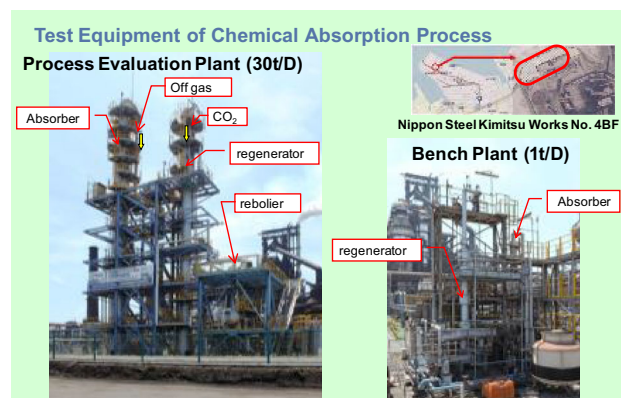 Test Equipment of Chemical Absorption Process
Process Evaluation Plant (30t/D)
Off gas
Absorber
CO₂
regenerator
rebolier
Nippon Steel Kimitsu Works No. 4BF
Bench Plant (1t/D)
Absorber
regenerator